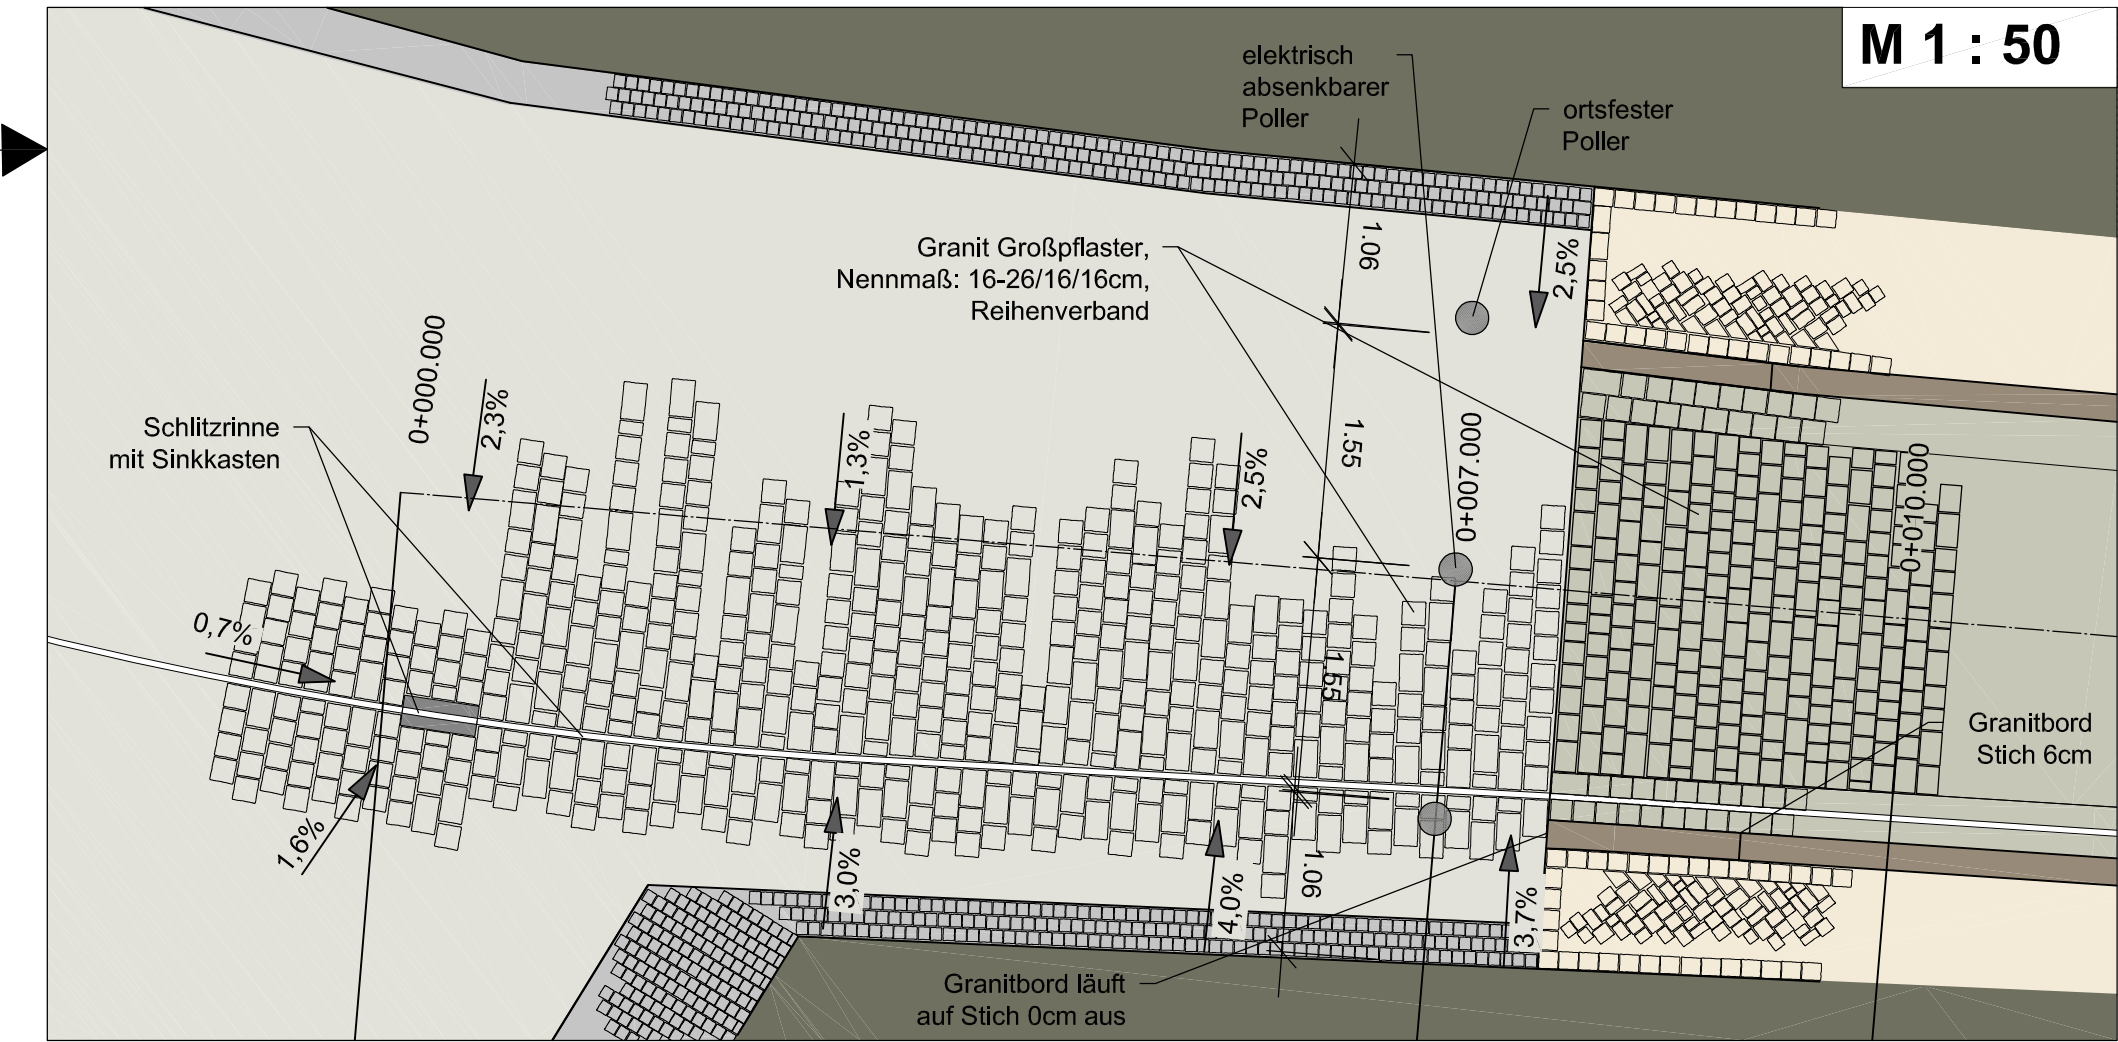 M 1 : 50
elektrisch
absenkbarer
Poller
ortsfester
Poller
Granit Großpflaster,
Nennmaß: 16-26/16/16cm,
Reihenverband
1.06
2,5%
0+000.000
2,3%
1,3%
2,5%
1.55
0+007.000
0+010.000
Schlitzrinne
mit Sinkkasten
0,7%
1.55
Granitbord
Stich 6cm
1,6%
3,0%
4,0%
1.06
3,7%
Granitbord läuft
auf Stich 0cm aus